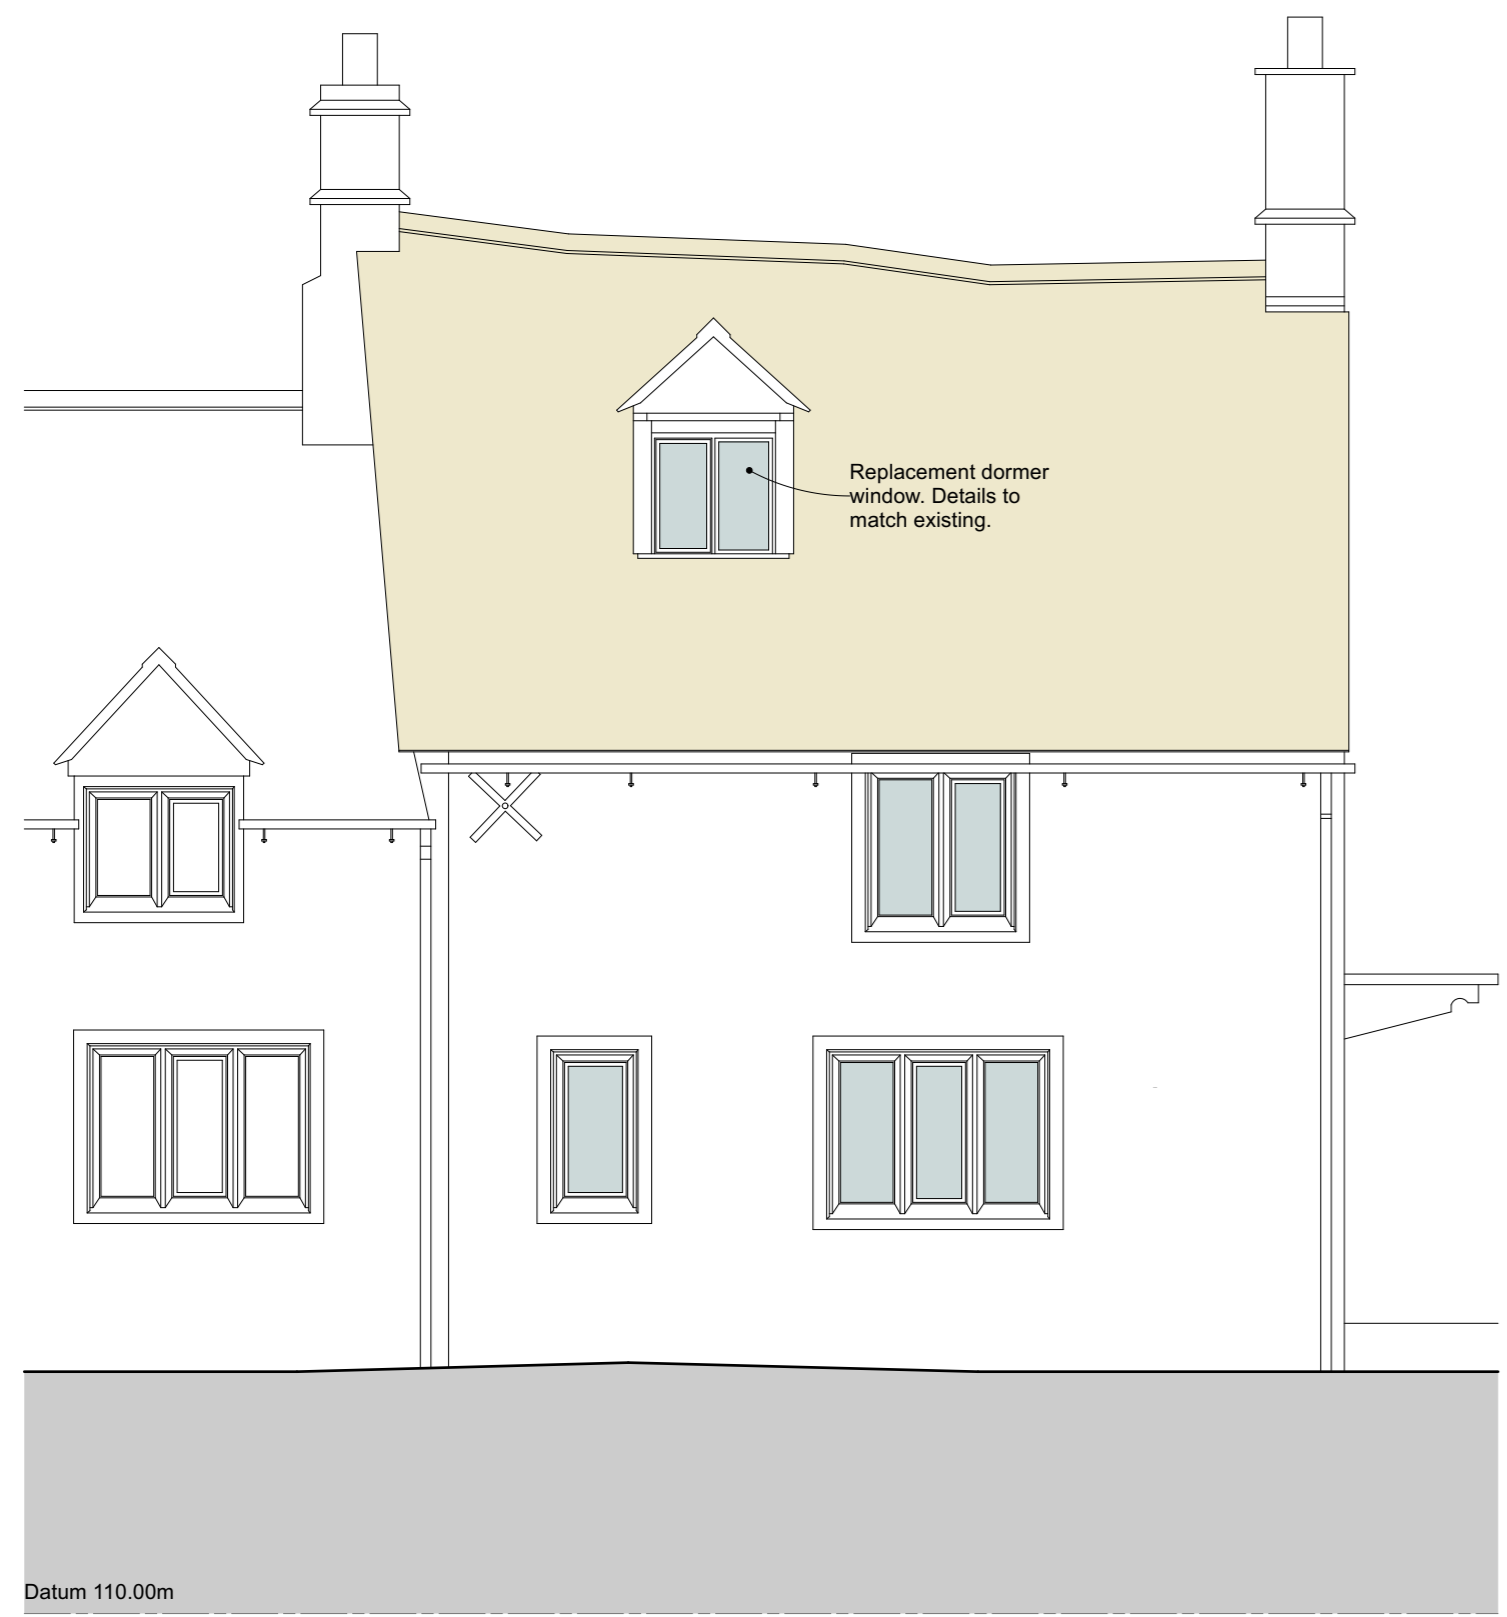 Replacement dormer
window. Details to
match existing.
Datum 110.00m